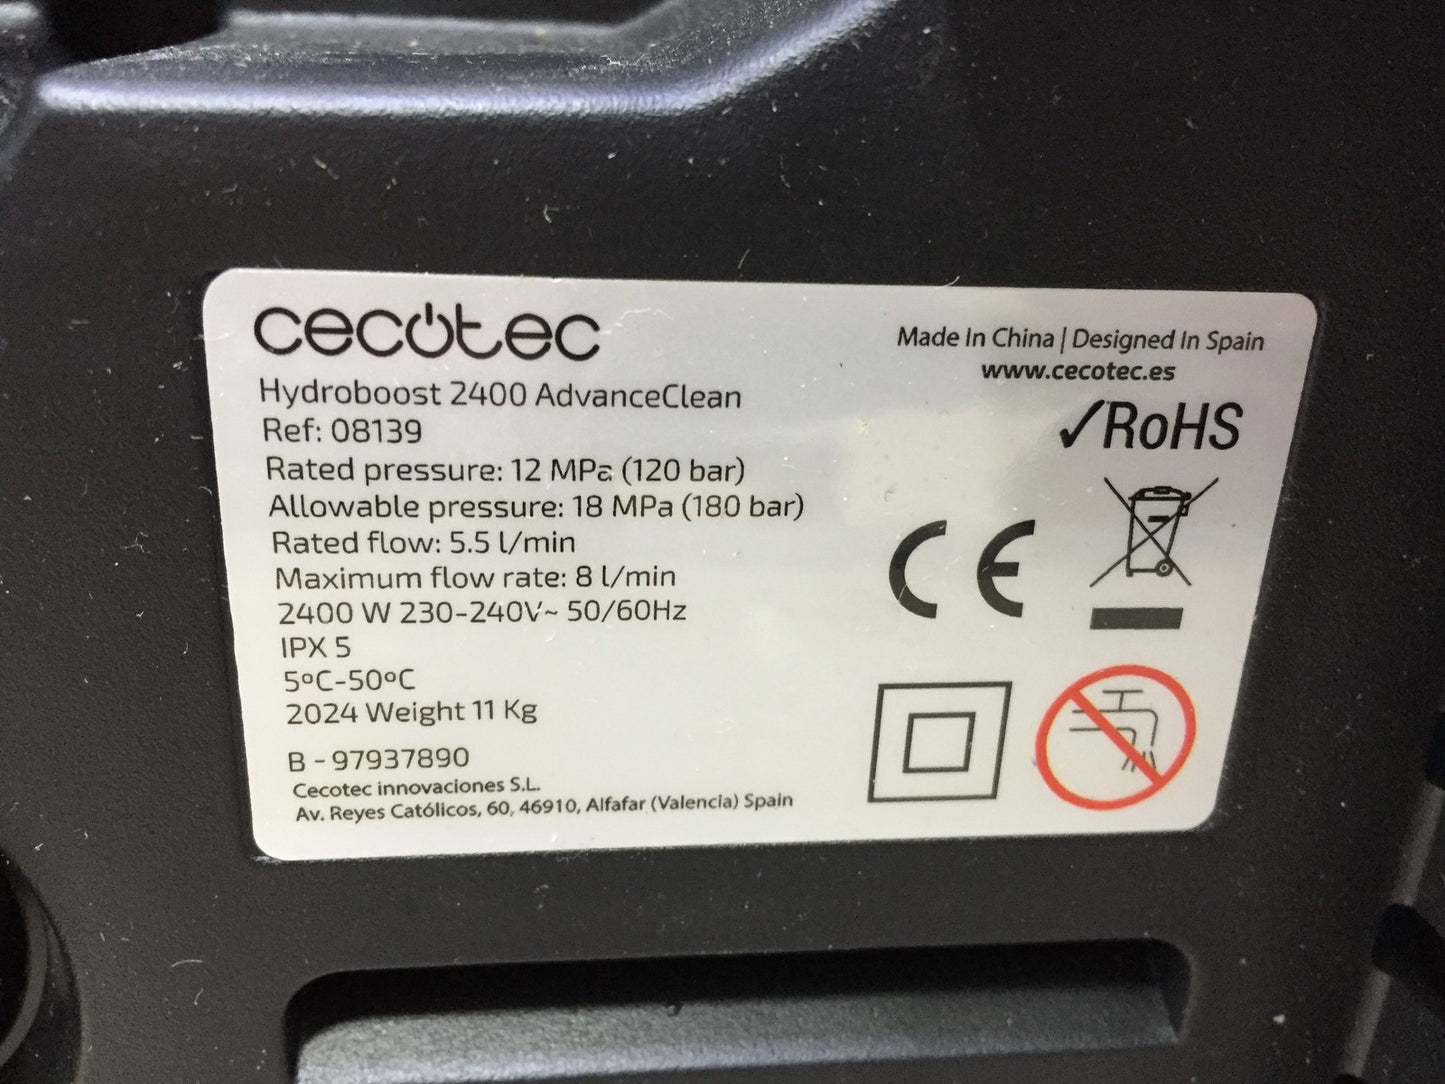 cecotec
Hydroboost 2400 AdvanceClean
Ref: 08139
Rated pressure: 12 MPa (120 bar)
Allowable pressure: 18 MPa (180 bar)
Rated flow: 5.5 l/min
Maximum flow rate: 8 l/min
2400 W 230-240V~ 50/60Hz
IPX 5
5ºC-50ºC
2024 Weight 11 Kg
B - 97937890
Cecotec innovaciones S.L.
Av. Reyes Católicos, 60, 46910, Alfafar (Valencia) Spain
Made In China | Designed In Spain
www.cecotec.es
✓RoHS
CE